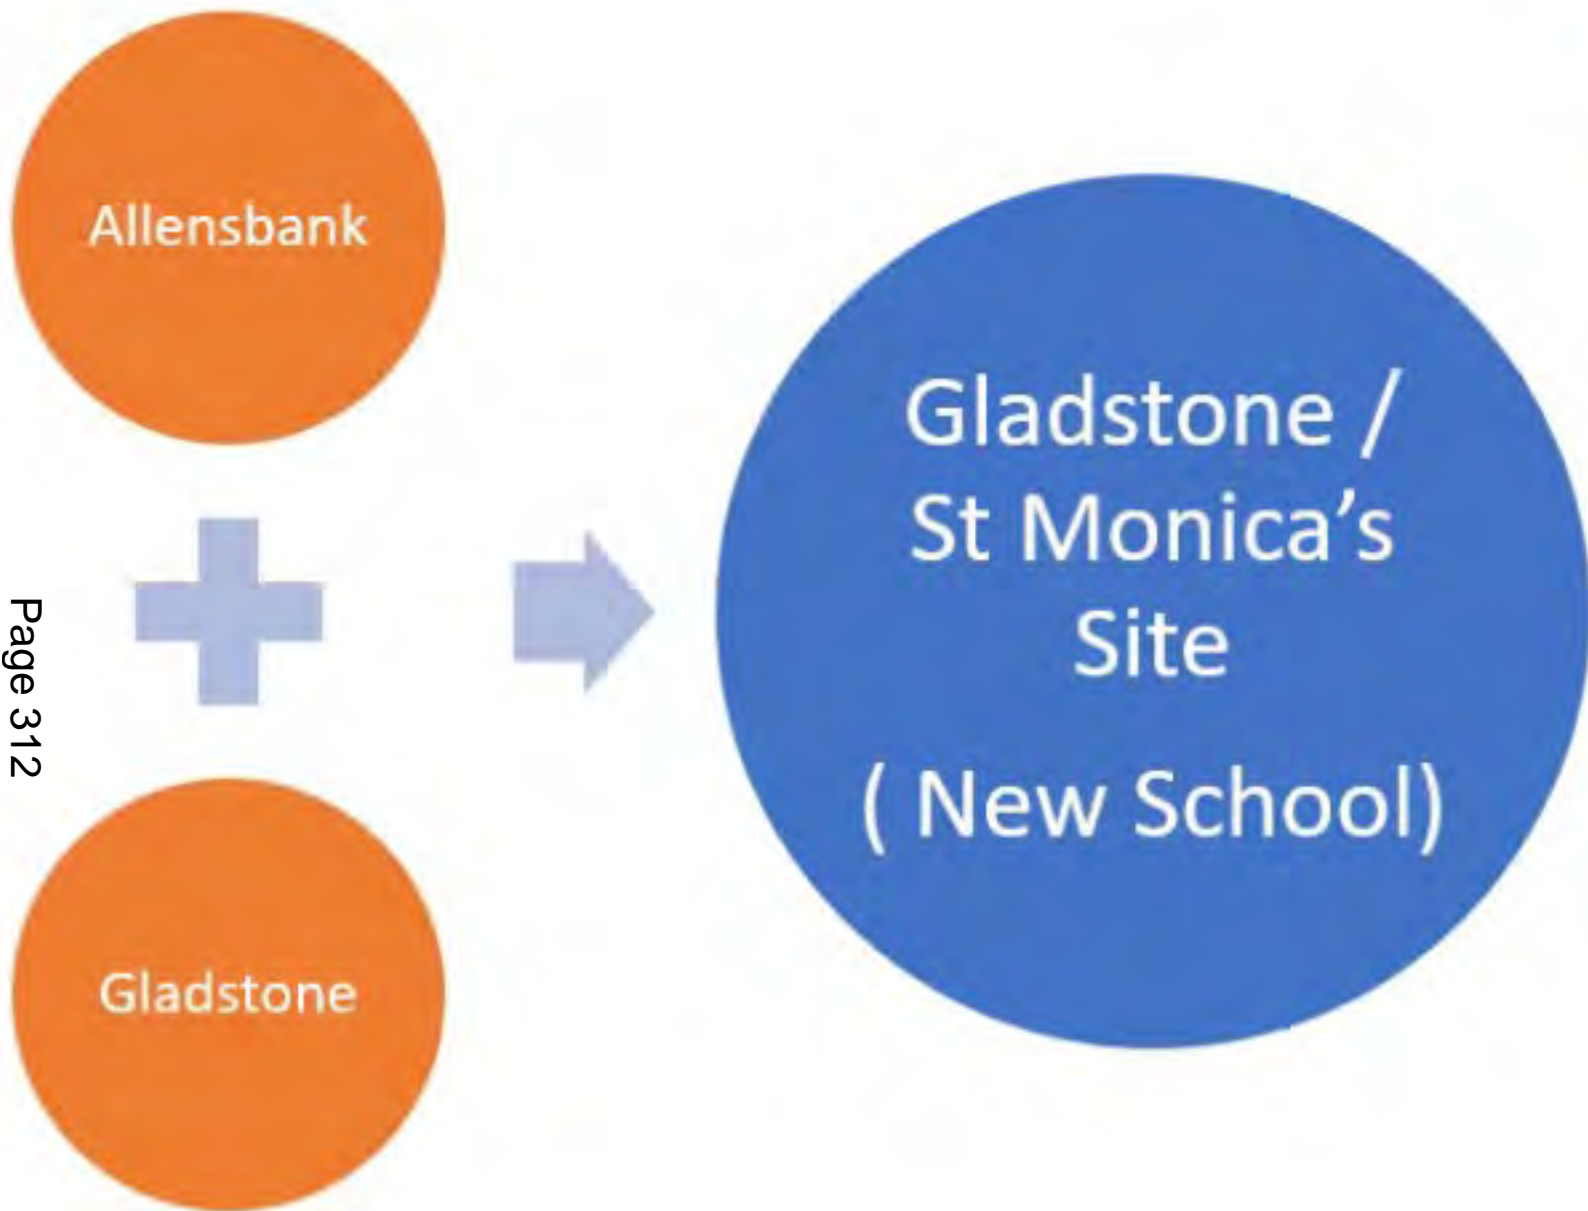 Allensbank
Gladstone
Gladstone /
St Monica’s
Site
( New School)
Page 312